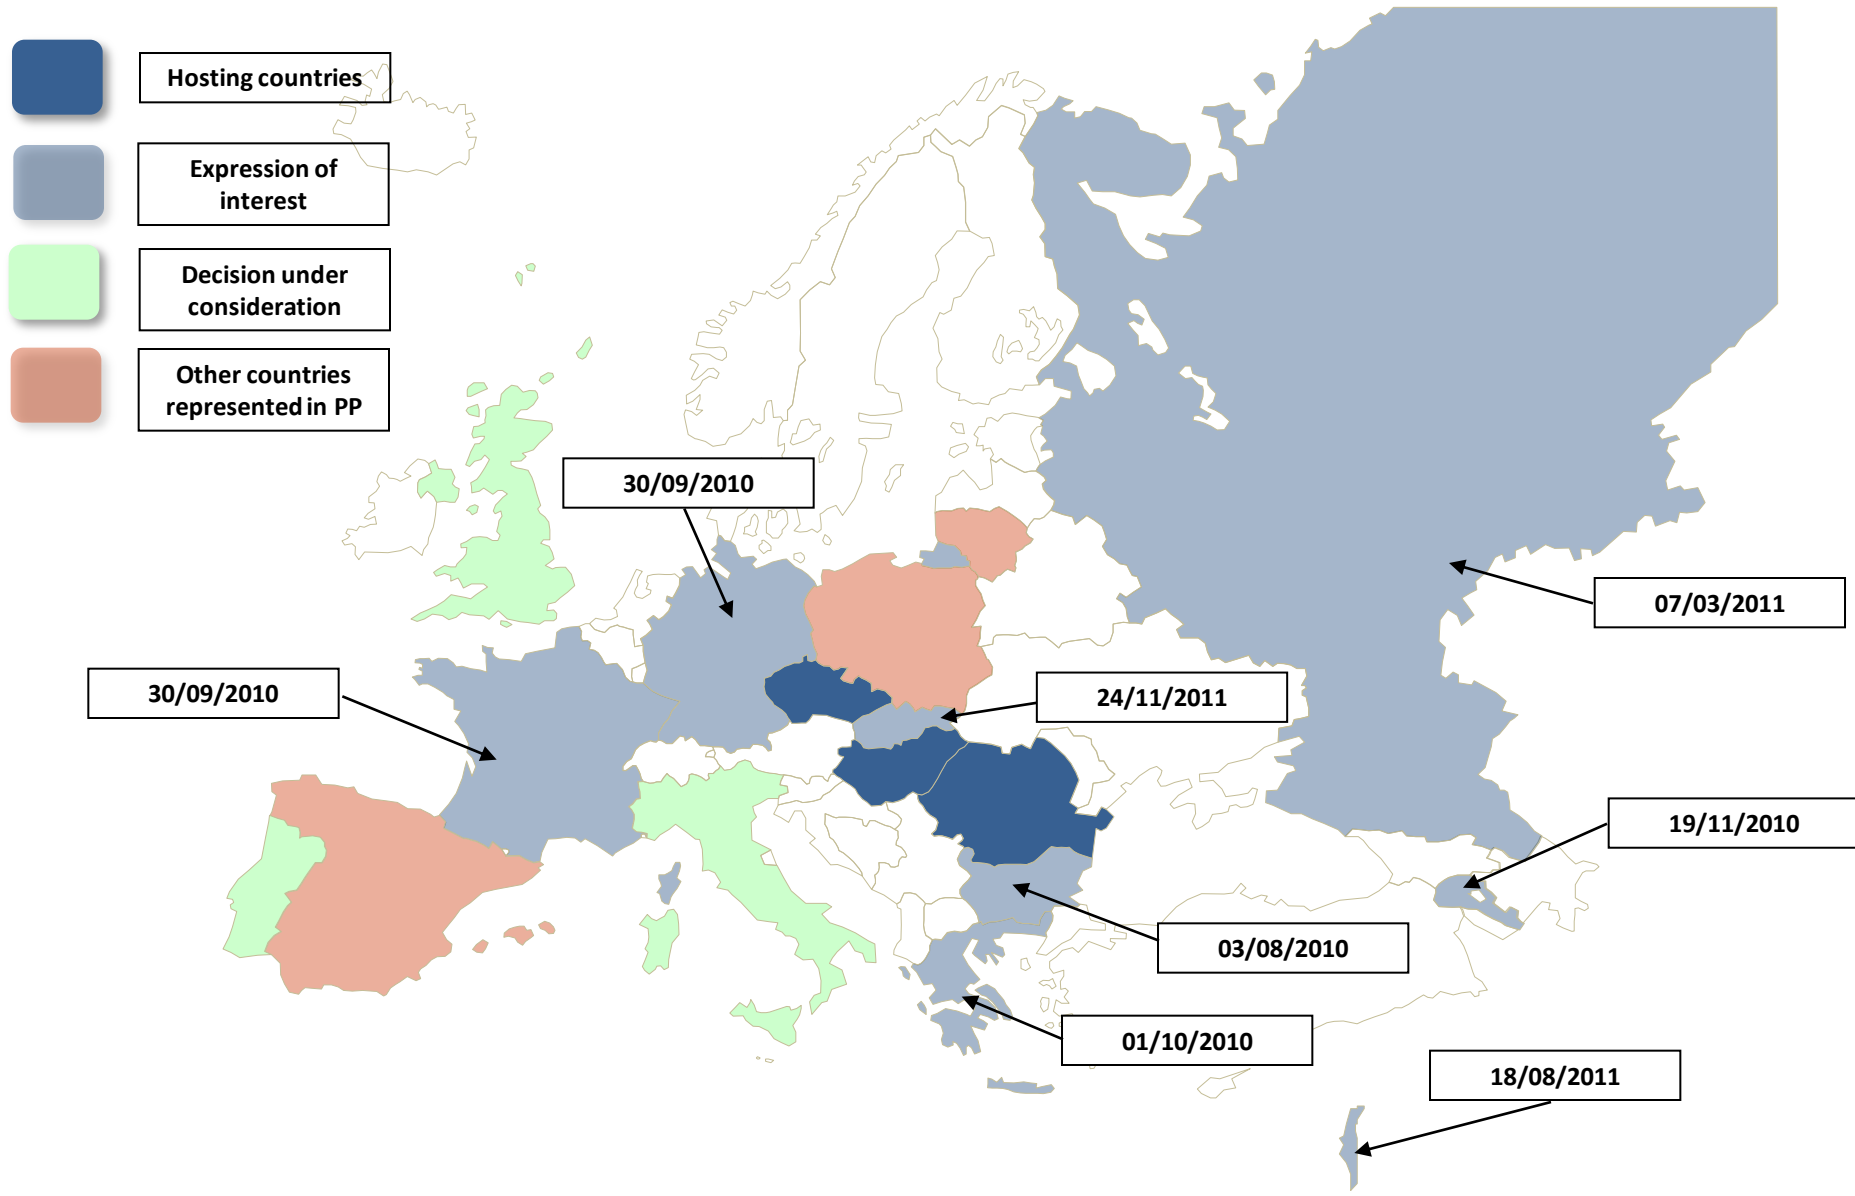 Hosting countries
Expression of
interest
Decision under
consideration
Other countries
represented in PP
30/09/2010
07/03/2011
30/09/2010
24/11/2011
19/11/2010
03/08/2010
01/10/2010
18/08/2011